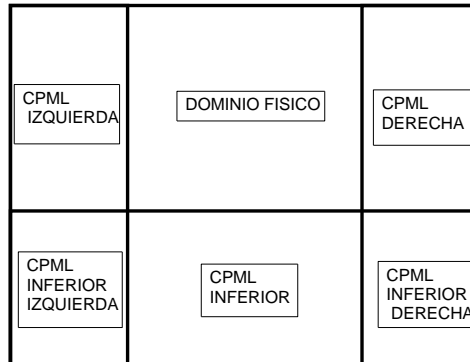 CPML
IZQUIERDA
DOMINIO FISICO
CPML
DERECHA
CPML
INFERIOR
IZQUIERDA
CPML
INFERIOR
CPML
INFERIOR
DERECHA